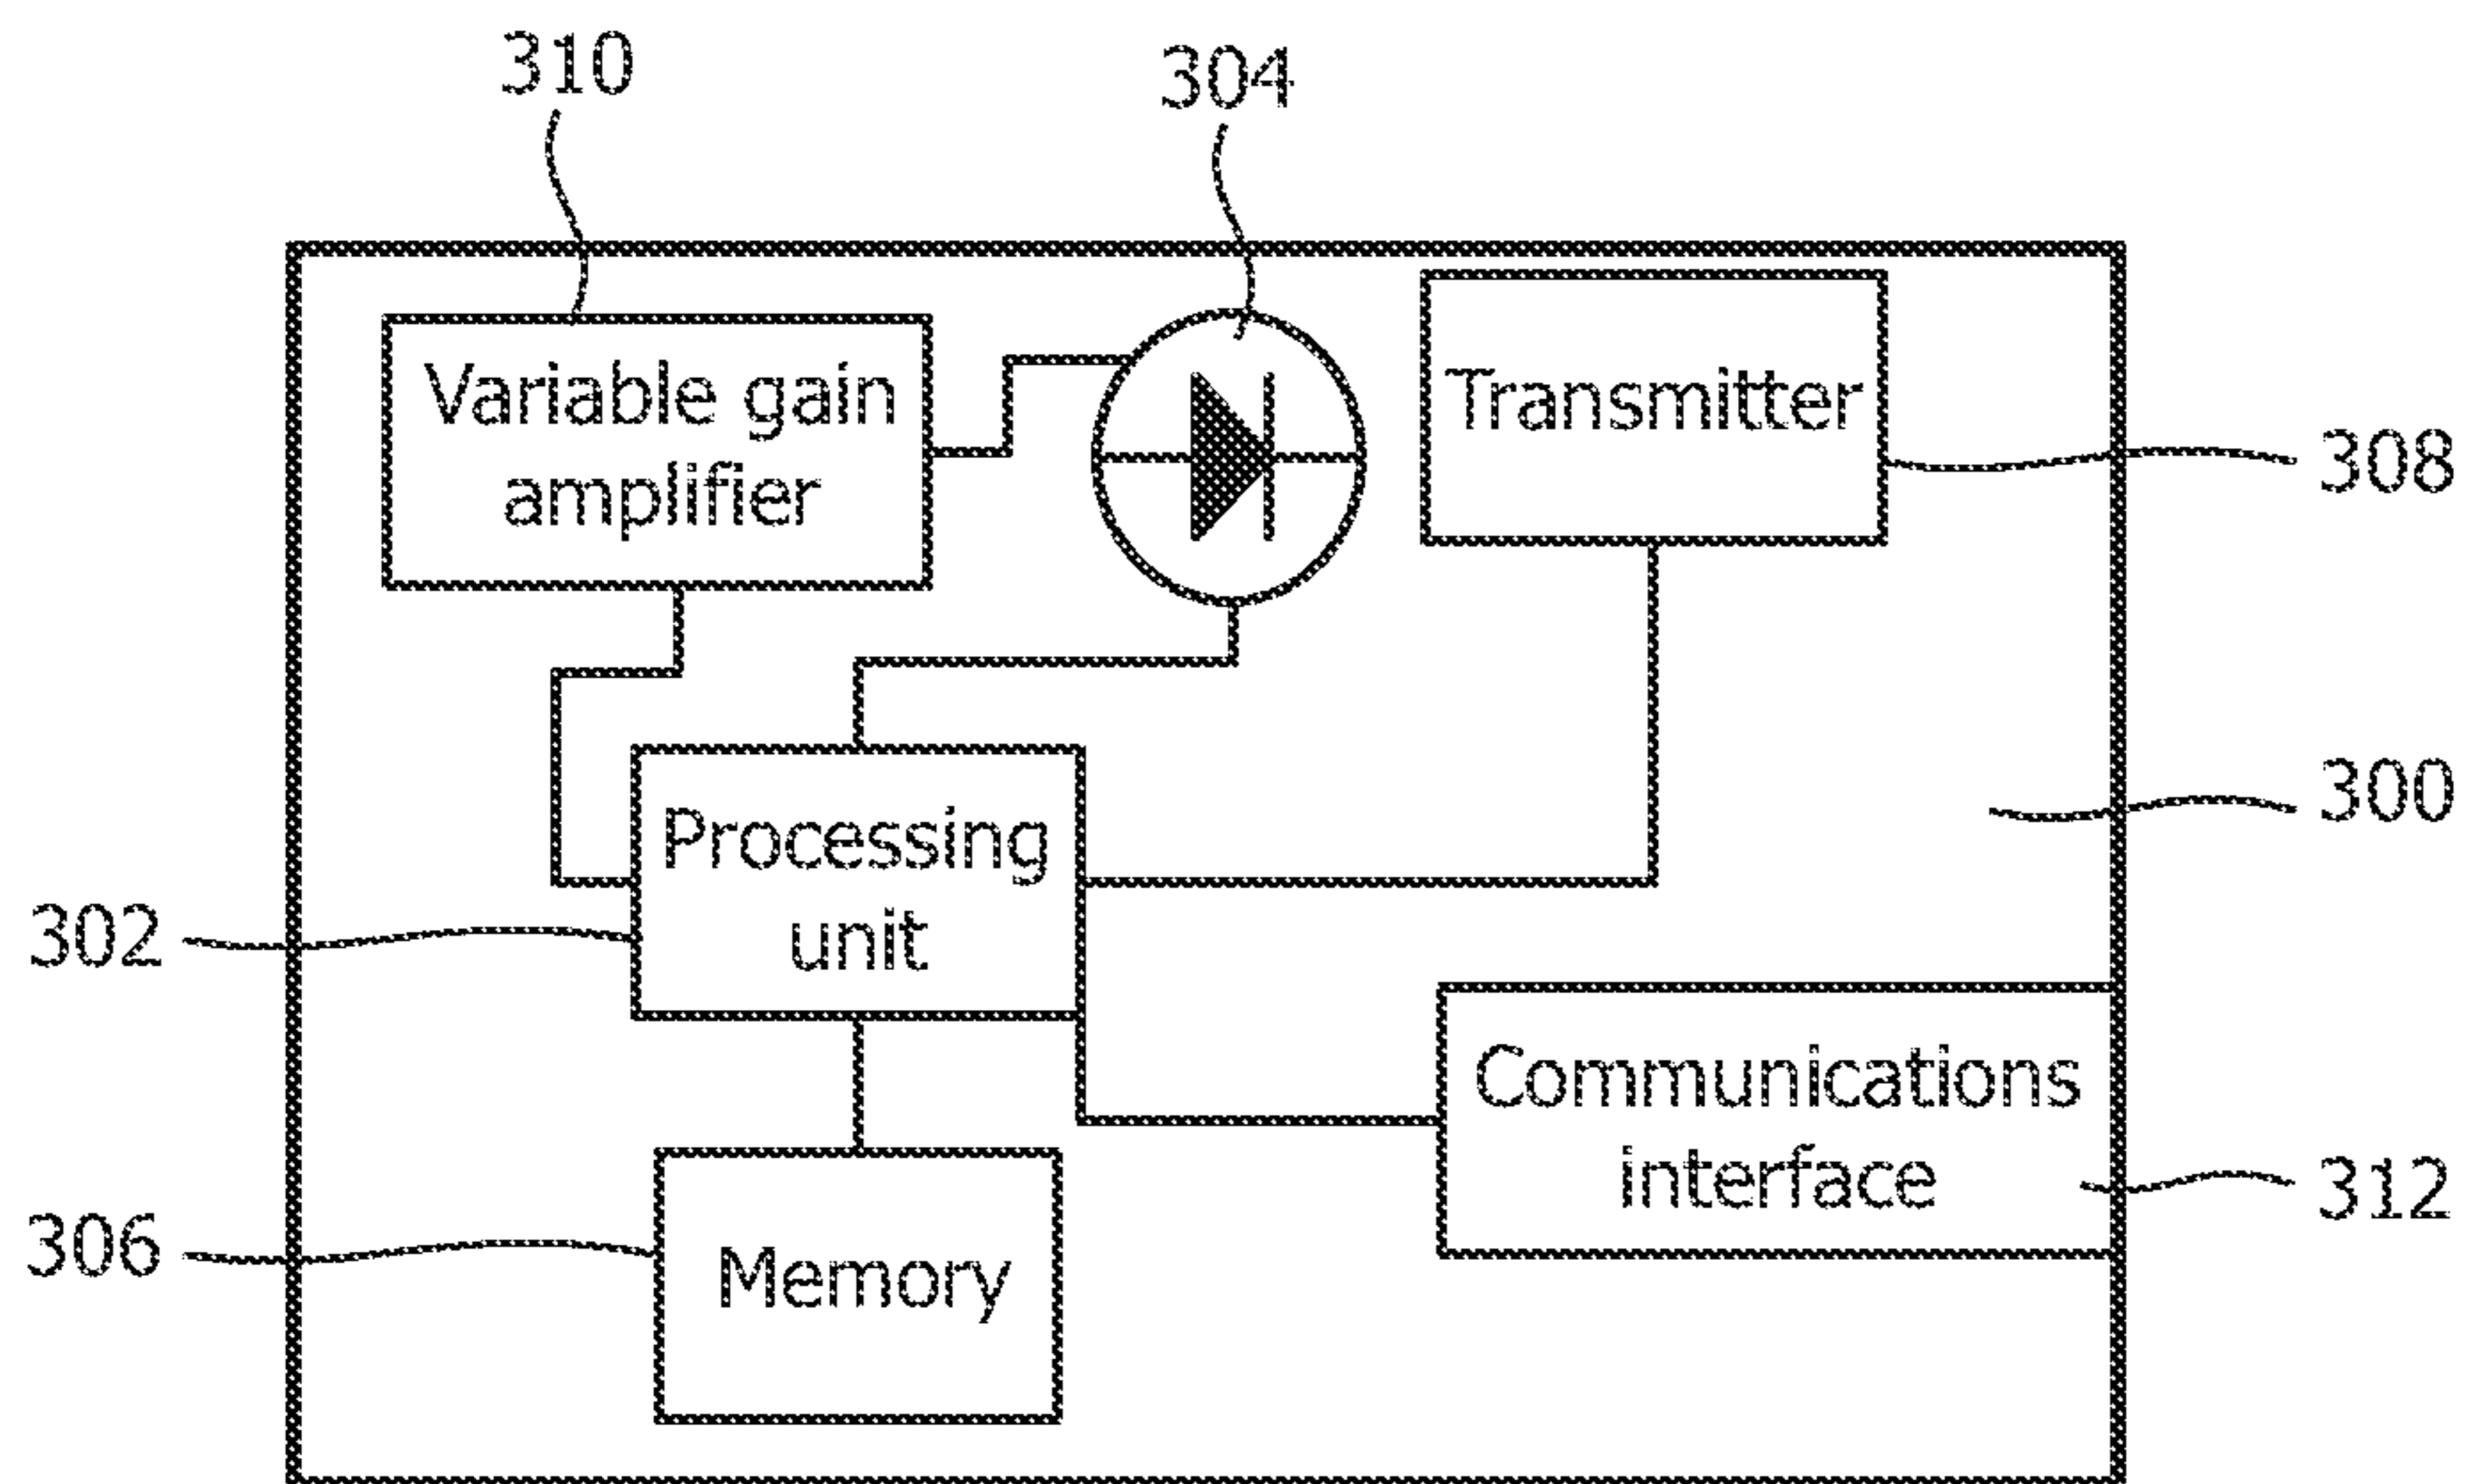 310
304
Variable gain
amplifier
Transmitter
308
300
Processing
unit
302
Communications
interface
312
306
Memory